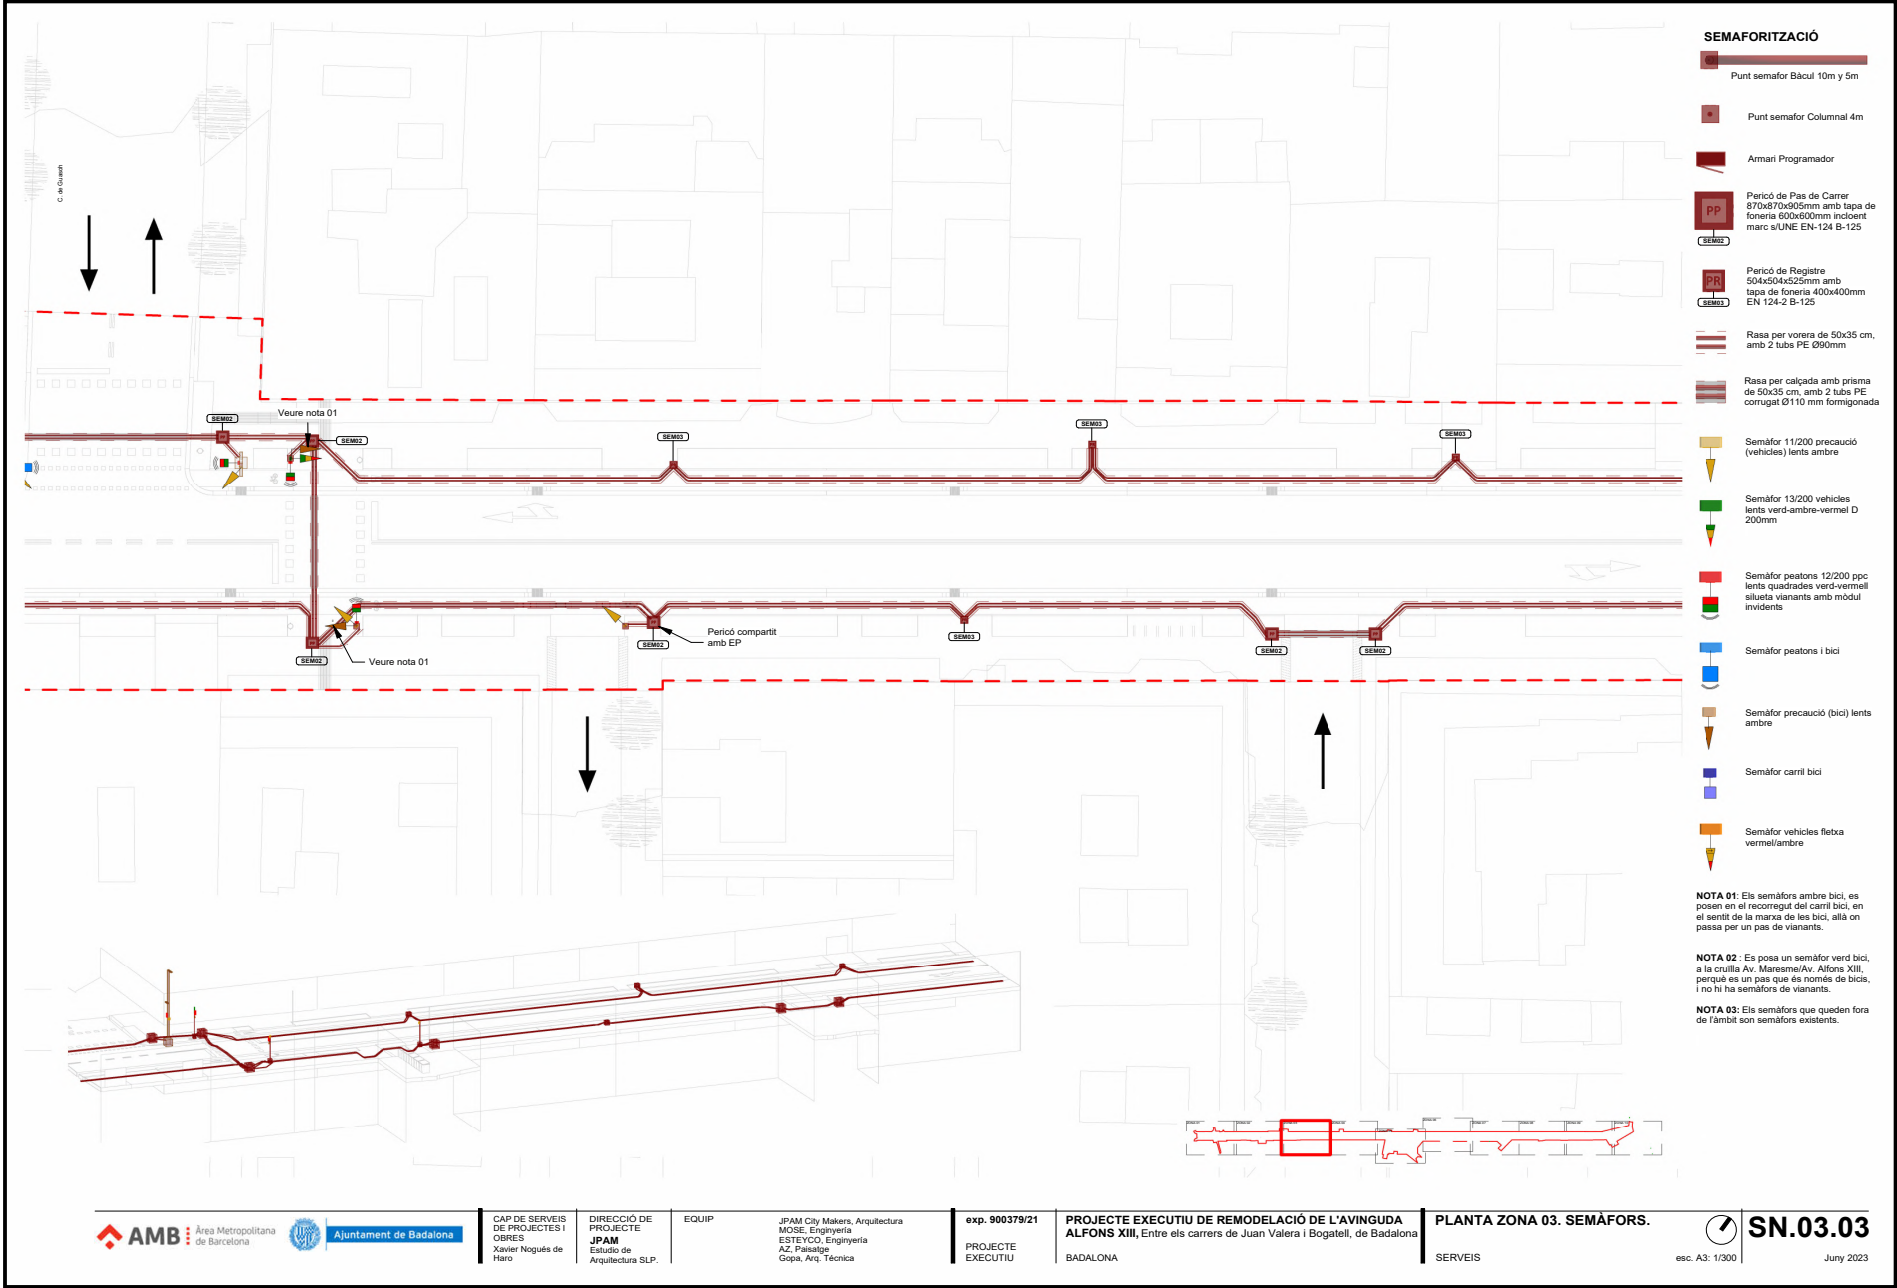 C. de Guasch
SEM02
Veure nota 01
SEM02
SEM03
SEM03
SEM03
SEM02
Veure nota 01
SEM02
Pericó compartit
amb EP
SEM03
SEM02
SEM02
SEMAFORITZACIÓ
Punt semafor Bàcul 10m y 5m
Punt semafor Columnal 4m
Armari Programador
PP
SEM02
Pericó de Pas de Carrer
870x870x905mm amb tapa de
foneria 600x600mm incloent
marc s/UNE EN-124 B-125
PR
SEM03
Pericó de Registre
504x504x525mm amb
tapa de foneria 400x400mm
EN 124-2 B-125
Rasa per vorera de 50x35 cm,
amb 2 tubs PE Ø90mm
Rasa per calçada amb prisma
de 50x35 cm, amb 2 tubs PE
corrugat Ø110 mm formigonada
Semàfor 11/200 precaució
(vehicles) lents ambre
Semàfor 13/200 vehicles
lents verd-ambre-vermel D
200mm
Semàfor peatons 12/200 ppc
lents quadrades verd-vermell
silueta vianants amb mòdul
invidents
Semàfor peatons i bici
Semàfor precaució (bici) lents
ambre
Semàfor carril bici
Semàfor vehicles fletxa
vermel/ambre
NOTA 01: Els semàfors ambre bici, es
posen en el recorregut del carril bici, en
el sentit de la marxa de les bici, allà on
passa per un pas de vianants.
NOTA 02 : Es posa un semàfor verd bici,
a la cruïlla Av. Maresme/Av. Alfons XIII,
perquè es un pas que és només de bicis,
i no hi ha semàfors de vianants.
NOTA 03: Els semàfors que queden fora
de l'àmbit son semàfors existents.
AMB
Àrea Metropolitana
de Barcelona
Ajuntament de Badalona
CAP DE SERVEIS
DE PROJECTES I
OBRES
Xavier Nogués de
Haro
DIRECCIÓ DE
PROJECTE
JPAM
Estudio de
Arquitectura SLP.
EQUIP
JPAM City Makers, Arquitectura
MOSE, Enginyería
ESTEYCO, Enginyería
AZ, Paisatge
Gopa, Arq. Técnica
exp. 900379/21
PROJECTE
EXECUTIU
PROJECTE EXECUTIU DE REMODELACIÓ DE L'AVINGUDA
ALFONS XIII, Entre els carrers de Juan Valera i Bogatell, de Badalona
BADALONA
PLANTA ZONA 03. SEMÀFORS.
SERVEIS
esc. A3: 1/300
SN.03.03
Juny 2023